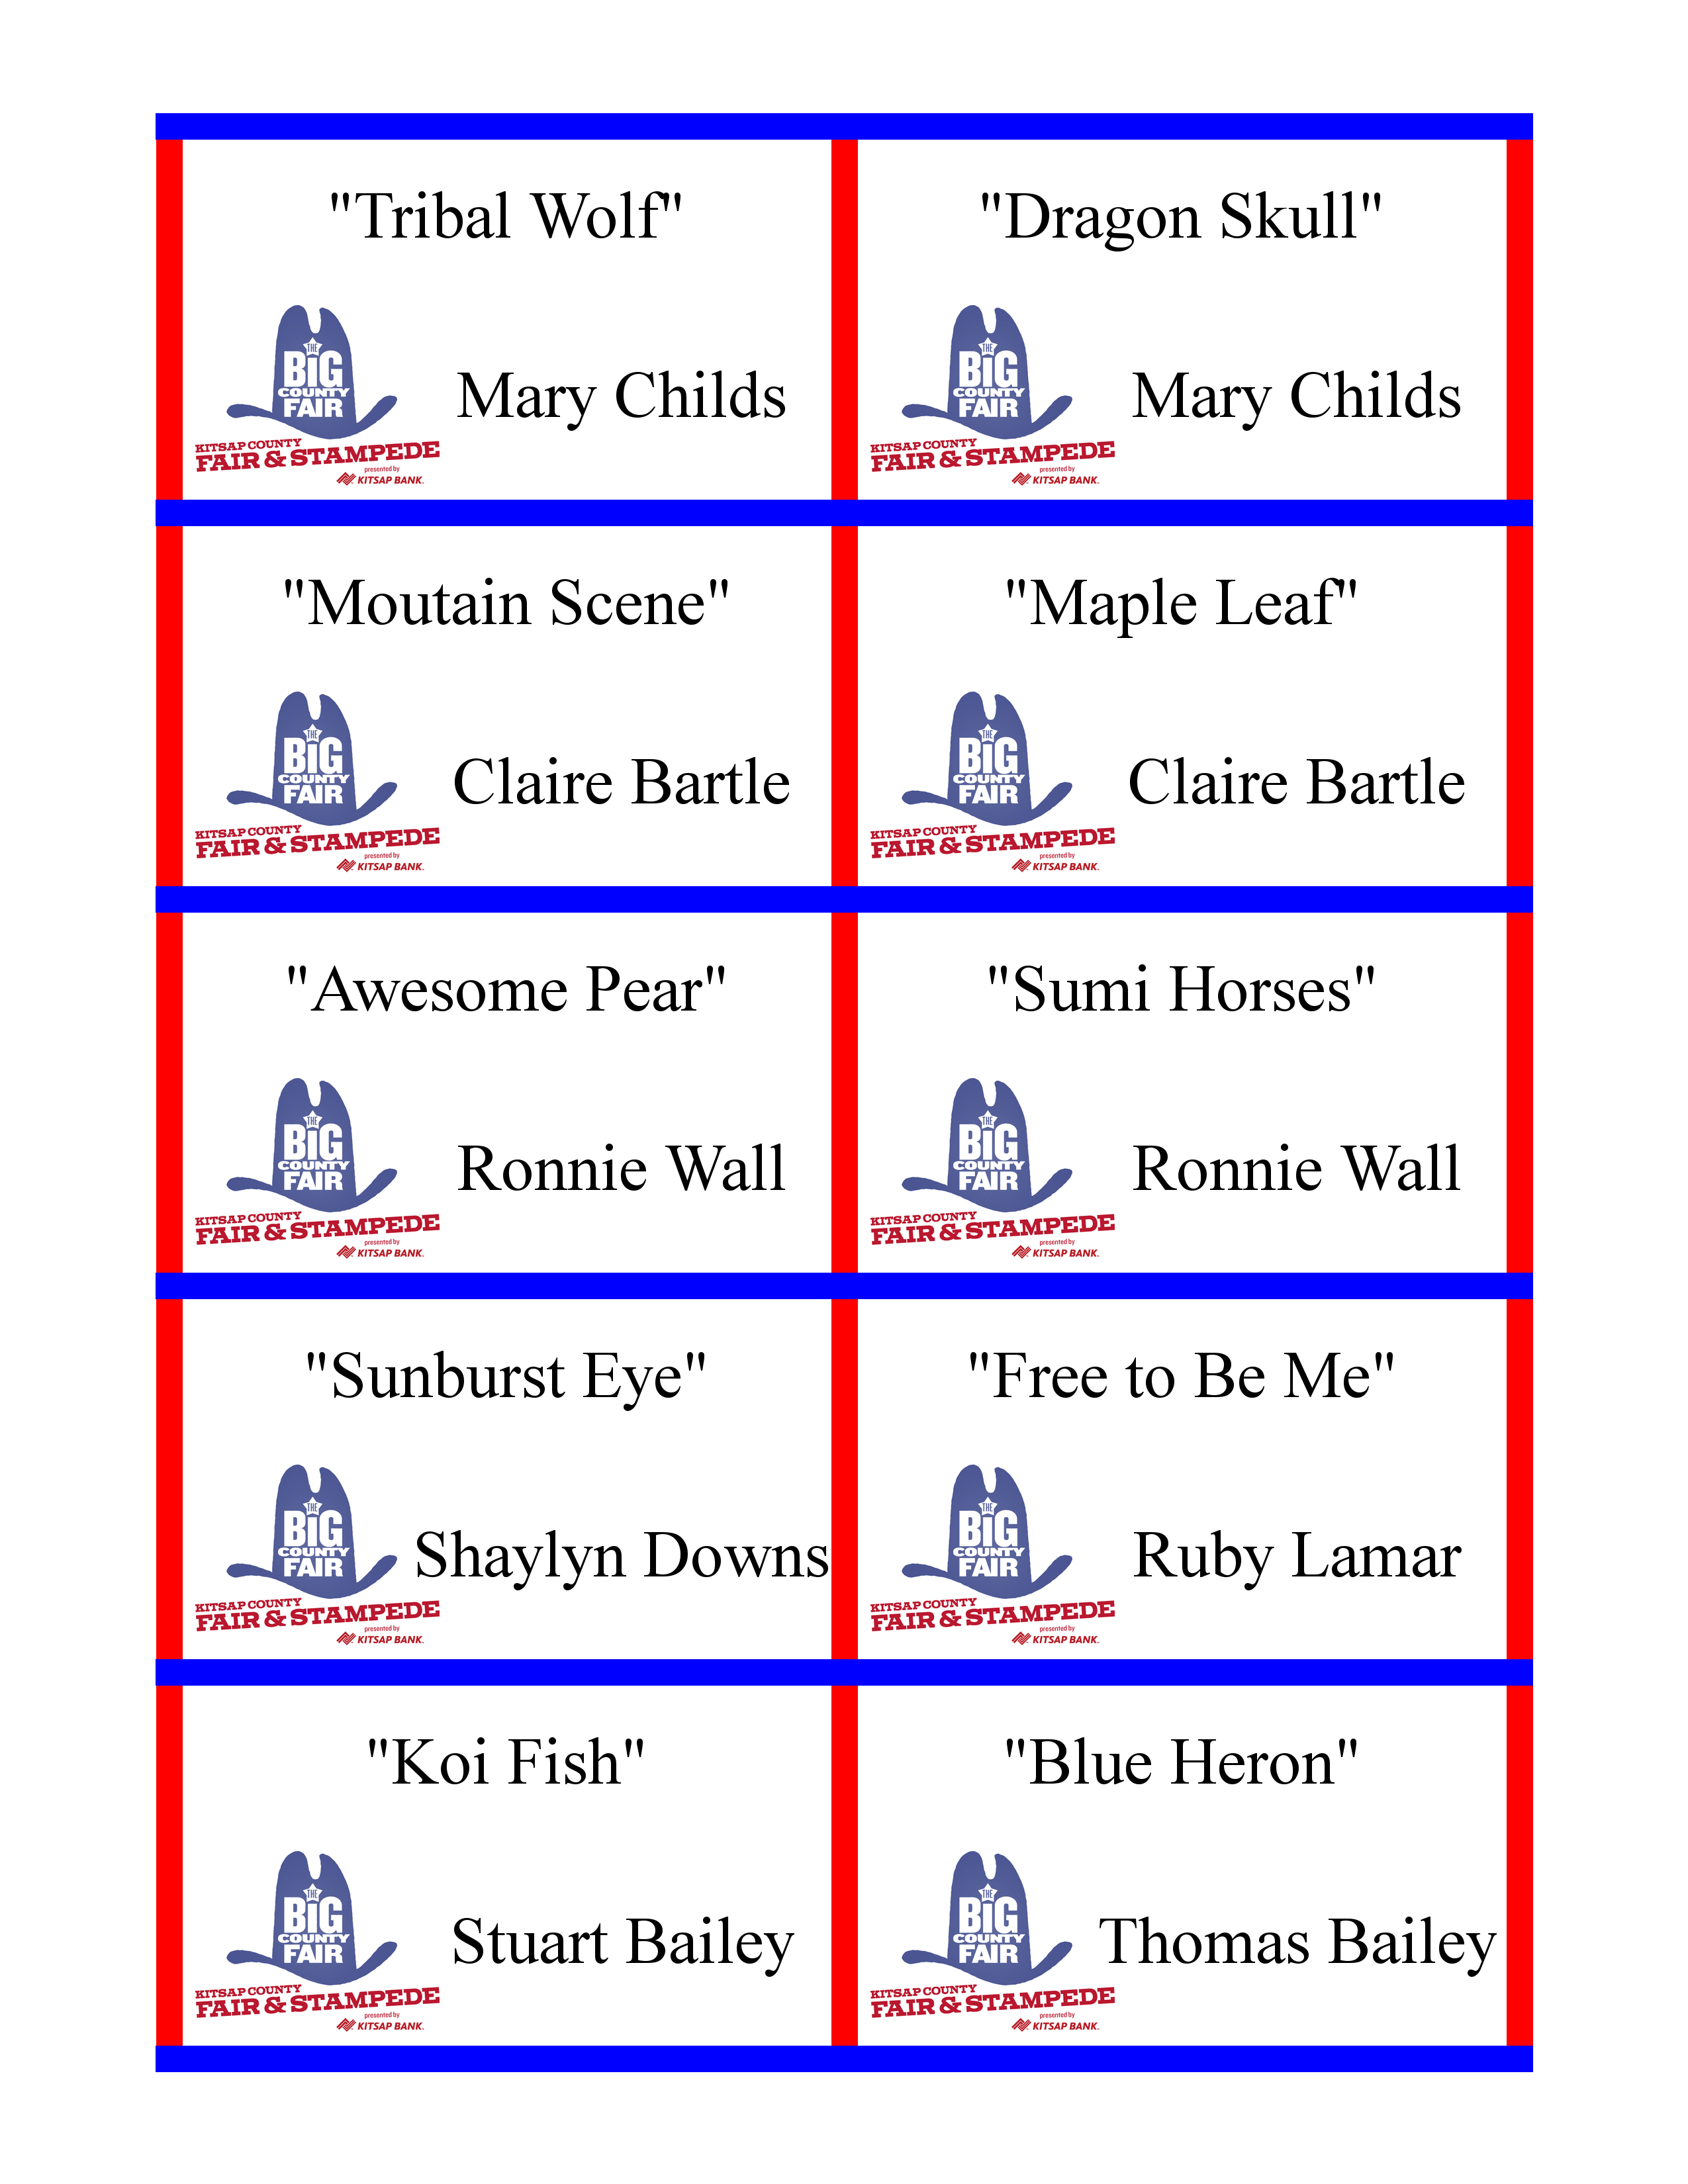 "Tribal Wolf"
THE
BiG
COUNTY
FAIR
Mary Childs
KITSAP COUNTY
FAIR & STAMPEDE
presented by
KITSAP BANK.
"Dragon Skull"
THE
BiG
COUNTY
FAIR
Mary Childs
KITSAP COUNTY
FAIR & STAMPEDE
presented by
KITSAP BANK.
"Moutain Scene"
THE
BiG
COUNTY
FAIR
Claire Bartle
KITSAP COUNTY
FAIR & STAMPEDE
presented by
KITSAP BANK.
"Maple Leaf"
THE
BiG
COUNTY
FAIR
Claire Bartle
KITSAP COUNTY
FAIR & STAMPEDE
presented by
KITSAP BANK.
"Awesome Pear"
THE
BiG
COUNTY
FAIR
Ronnie Wall
KITSAP COUNTY
FAIR & STAMPEDE
presented by
KITSAP BANK.
"Sumi Horses"
THE
BiG
COUNTY
FAIR
Ronnie Wall
KITSAP COUNTY
FAIR & STAMPEDE
presented by
KITSAP BANK.
"Sunburst Eye"
THE
BiG
COUNTY
FAIR
Shaylyn Downs
KITSAP COUNTY
FAIR & STAMPEDE
presented by
KITSAP BANK.
"Free to Be Me"
THE
BiG
COUNTY
FAIR
Ruby Lamar
KITSAP COUNTY
FAIR & STAMPEDE
presented by
KITSAP BANK.
"Koi Fish"
THE
BiG
COUNTY
FAIR
Stuart Bailey
KITSAP COUNTY
FAIR & STAMPEDE
presented by
KITSAP BANK.
"Blue Heron"
THE
BiG
COUNTY
FAIR
Thomas Bailey
KITSAP COUNTY
FAIR & STAMPEDE
presented by
KITSAP BANK.